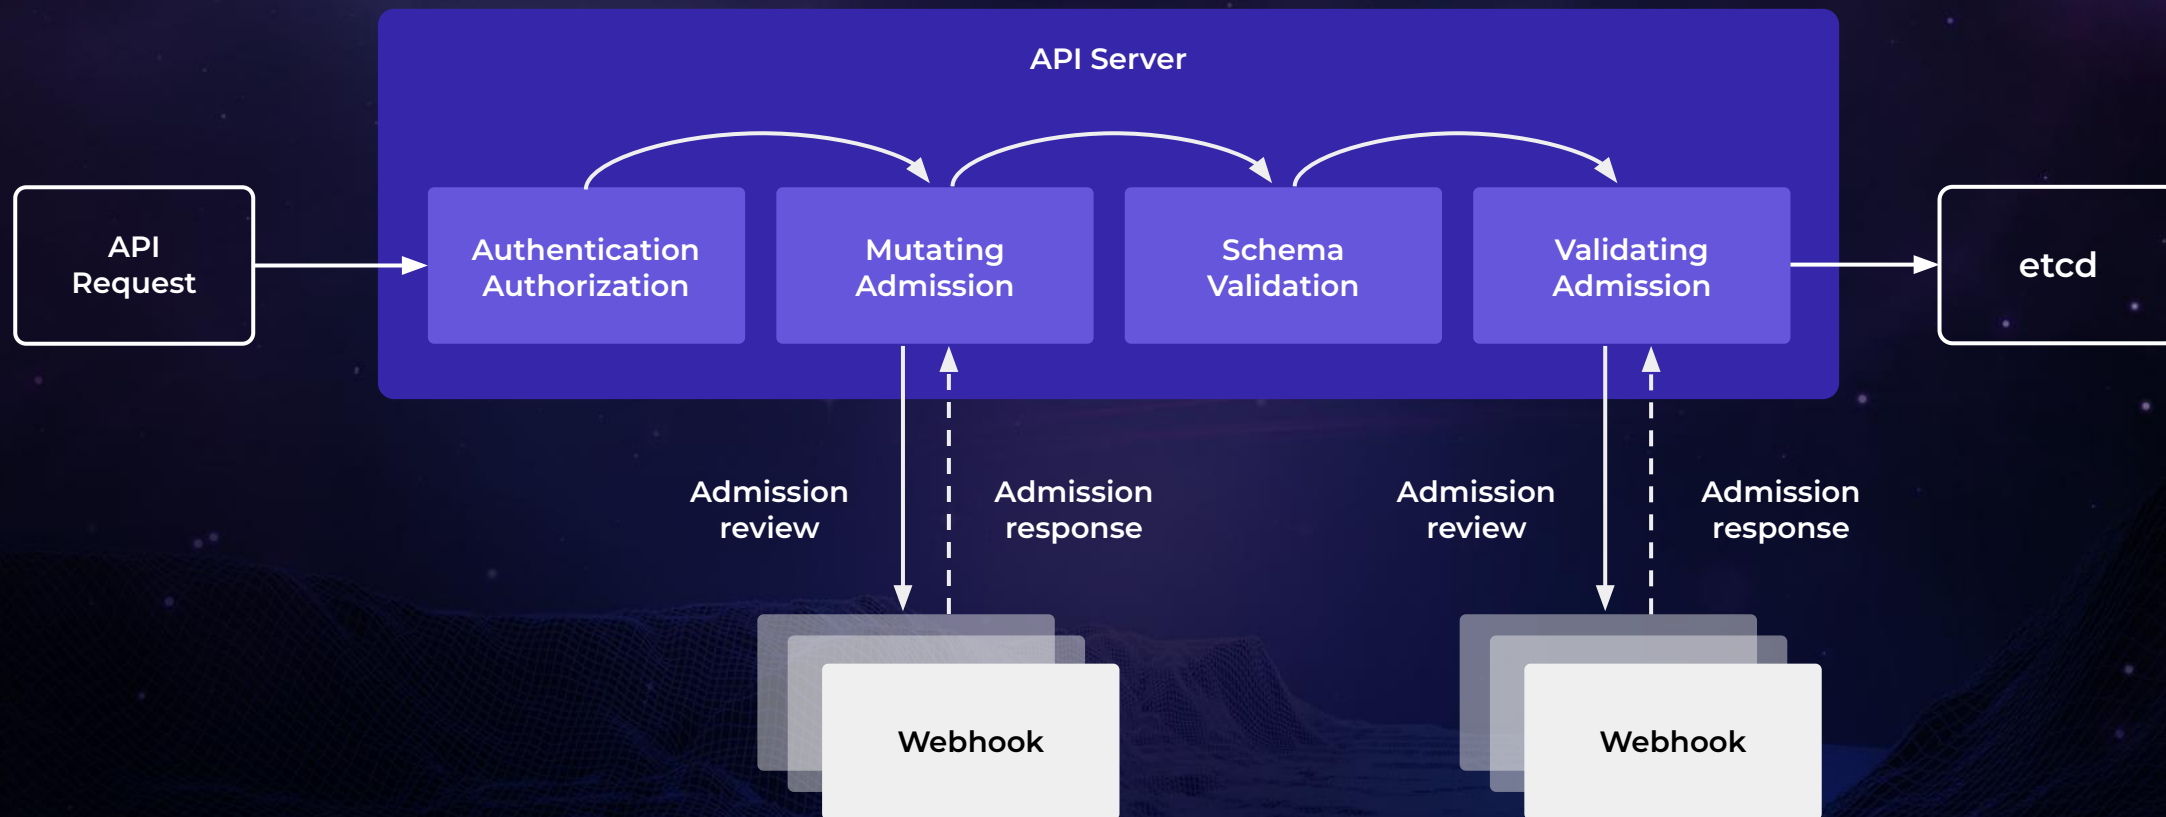 API Server
API
Request
Authentication
Authorization
Mutating
Admission
Schema
Validation
Validating
Admission
etcd
Admission
review
Admission
response
Admission
review
Admission
response
Webhook
Webhook